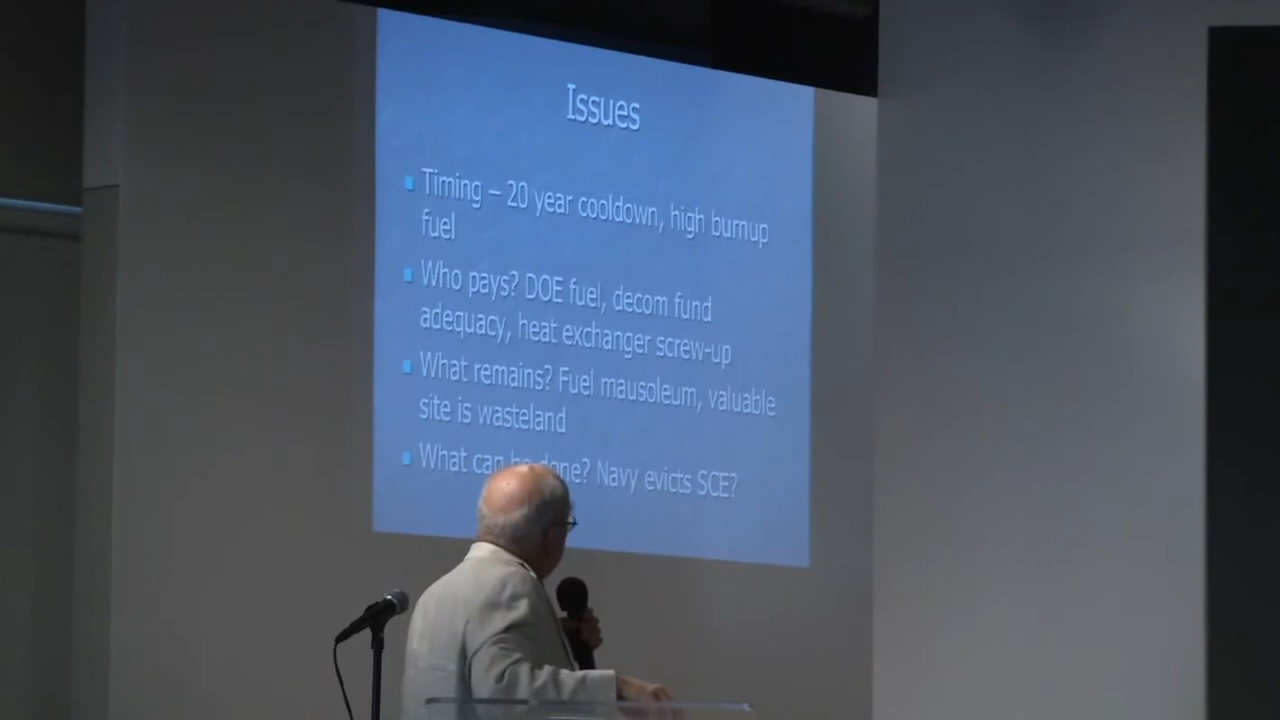 Issues
Timing – 20 year cooldown, high burnup
fuel
Who pays? DOE fuel, decom fund
adequacy, heat exchanger screw-up
What remains? Fuel mausoleum, valuable
site is wasteland
What can be done? Navy evicts SCE?